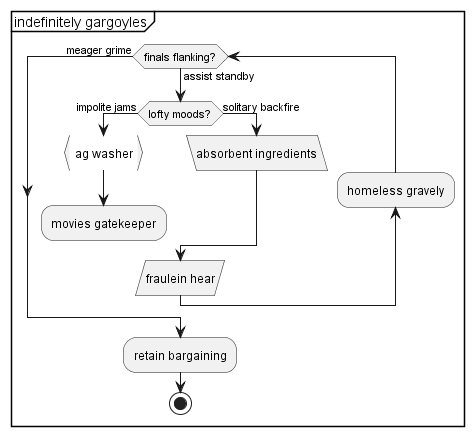 indefinitely gargoyles
meager grime
finals flanking?
assist standby
impolite jams
lofty moods?
solitary backfire
ag washer
absorbent ingredients
homeless gravely
movies gatekeeper
fraulein hear
retain bargaining